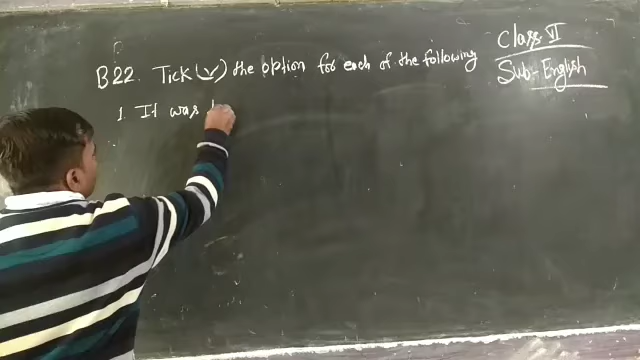 Class VI
Sub- English
B22. Tick (✓) the option for each of the following
1. It was